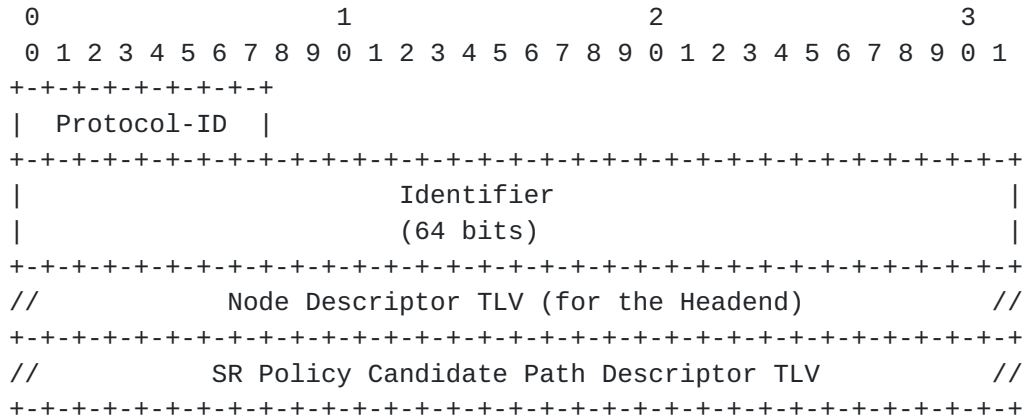 0                   1                   2                   3
 0 1 2 3 4 5 6 7 8 9 0 1 2 3 4 5 6 7 8 9 0 1 2 3 4 5 6 7 8 9 0 1
+-+-+-+-+-+-+-+-+
|  Protocol-ID  |
+-+-+-+-+-+-+-+-+-+-+-+-+-+-+-+-+-+-+-+-+-+-+-+-+-+-+-+-+-+-+-+-+
|                        Identifier                             |
|                        (64 bits)                              |
+-+-+-+-+-+-+-+-+-+-+-+-+-+-+-+-+-+-+-+-+-+-+-+-+-+-+-+-+-+-+-+-+
//            Node Descriptor TLV (for the Headend)            //
+-+-+-+-+-+-+-+-+-+-+-+-+-+-+-+-+-+-+-+-+-+-+-+-+-+-+-+-+-+-+-+-+
//           SR Policy Candidate Path Descriptor TLV           //
+-+-+-+-+-+-+-+-+-+-+-+-+-+-+-+-+-+-+-+-+-+-+-+-+-+-+-+-+-+-+-+-+